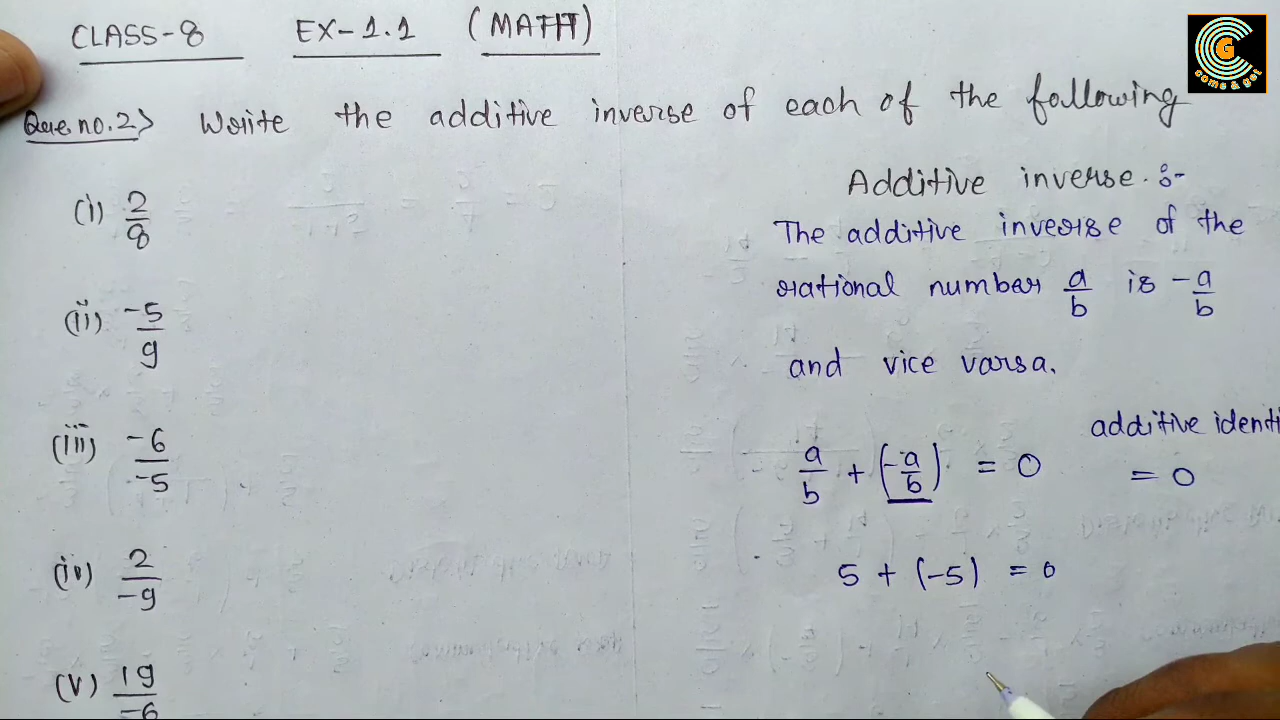 CLASS-8 EX-1.1 (MATH)
C G
come & get
Que.no.2> Write the additive inverse of each of the following
(i) 2/8
(ii) -5/9
(iii) -6/-5
(iv) 2/-9
(v) 19/-6
Additive inverse :-
The additive inverse of the
rational number a/b is -a/b
and vice varsa.
additive identi
a/b + (-a/b) = 0 = 0
5 + (-5) = 0